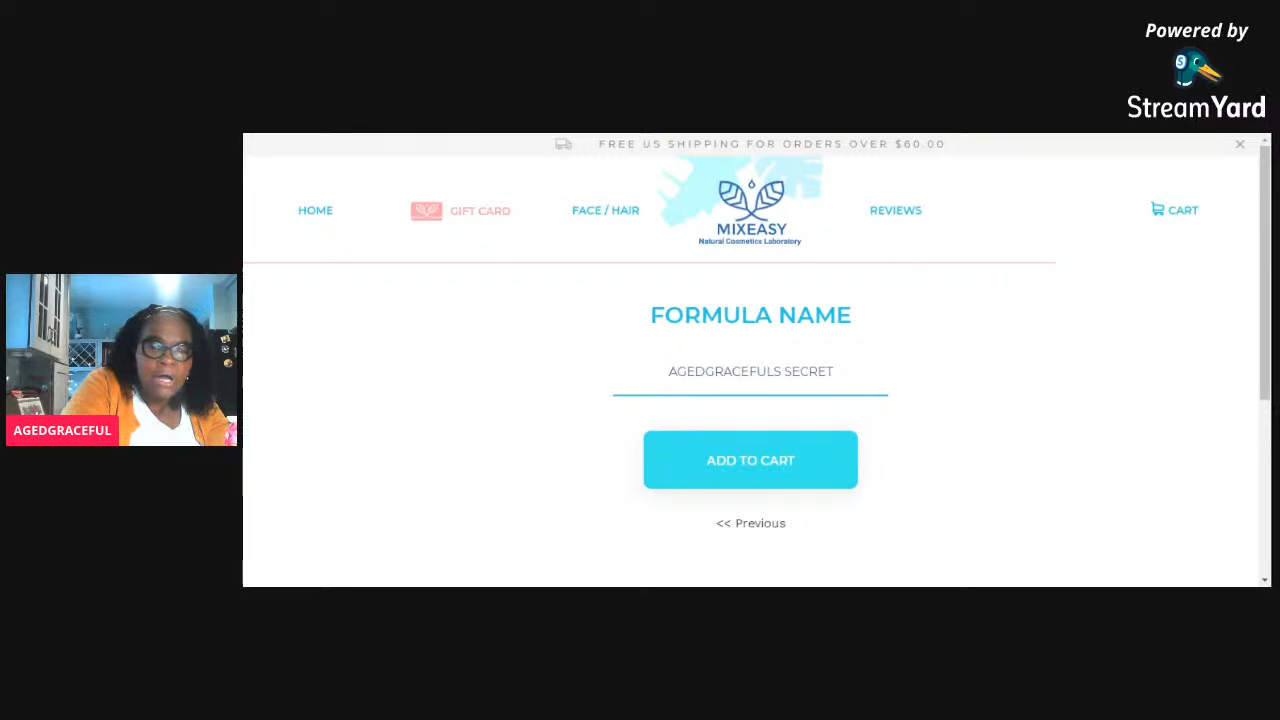 Powered by
StreamYard
FREE US SHIPPING FOR ORDERS OVER $60.00
HOME
GIFT CARD
FACE / HAIR
MIXEASY
Natural Cosmetics Laboratory
REVIEWS
CART
FORMULA NAME
AGEDGRACEFULS SECRET
ADD TO CART
<< Previous
AGEDGRACEFUL